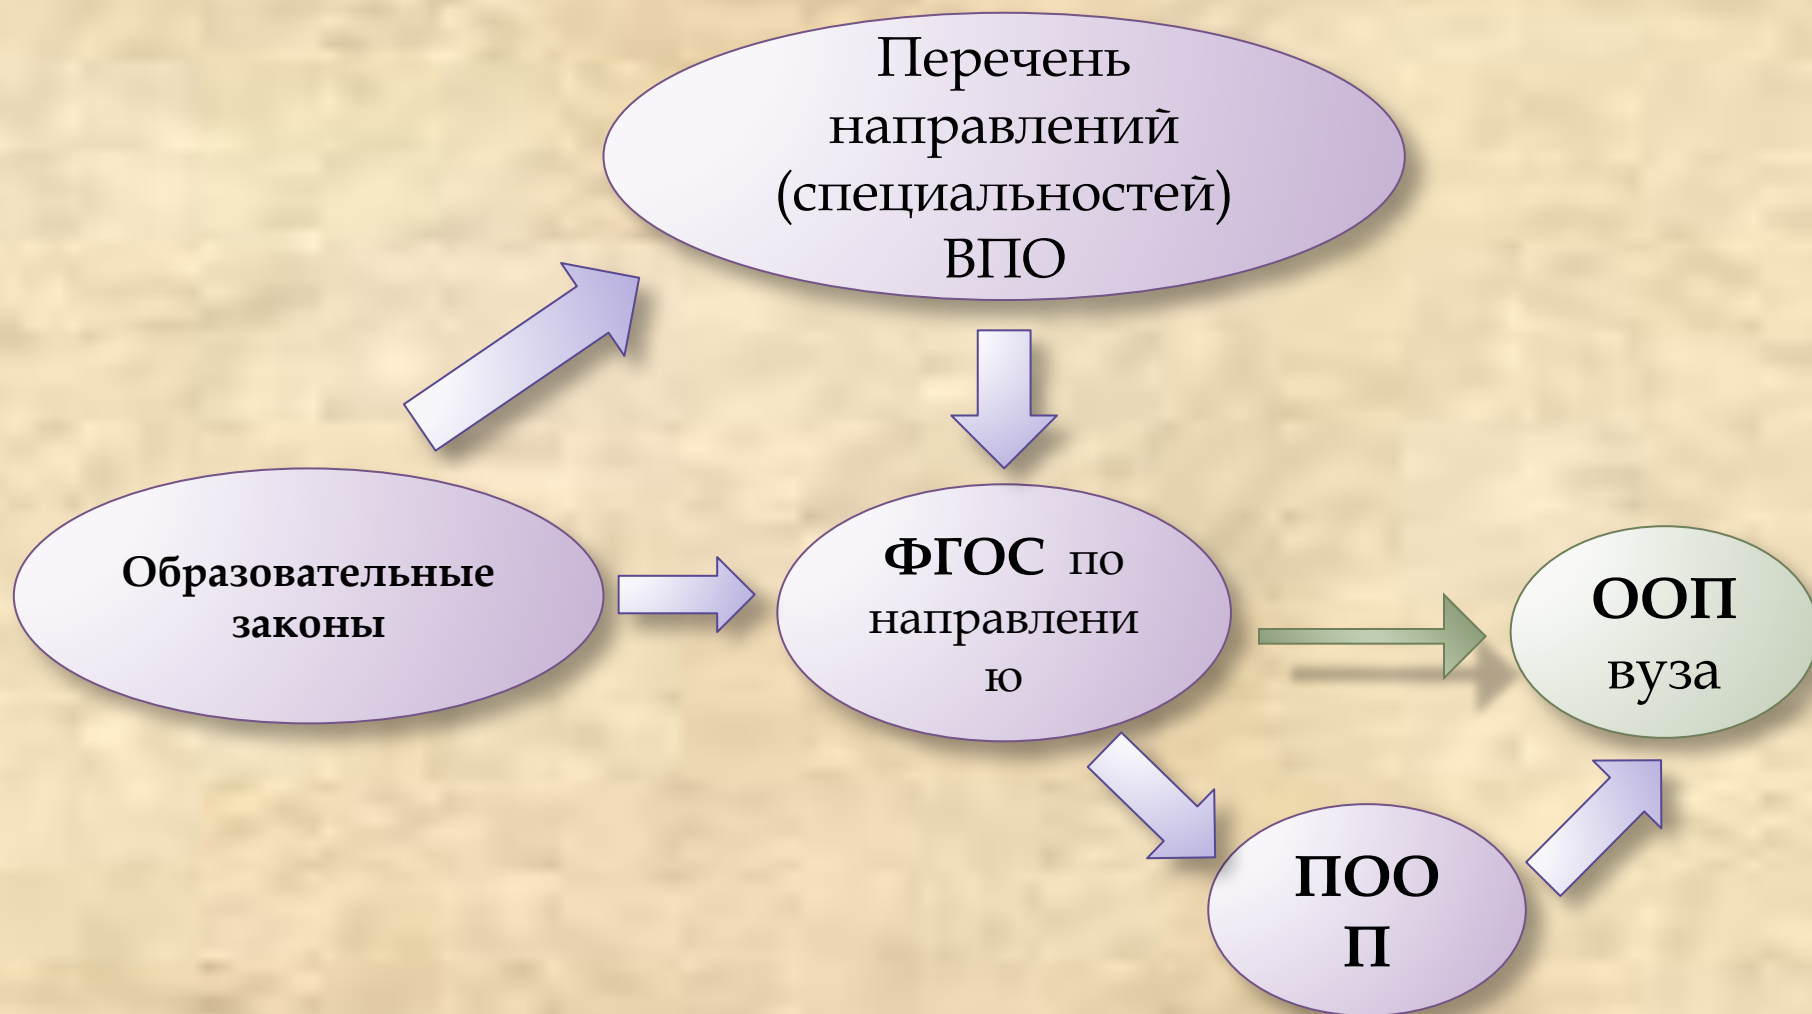 Перечень
направлений
(специальностей)
ВПО
Образовательные
законы
ФГОС по
направлени
ю
ООП
вуза
ПОО
П